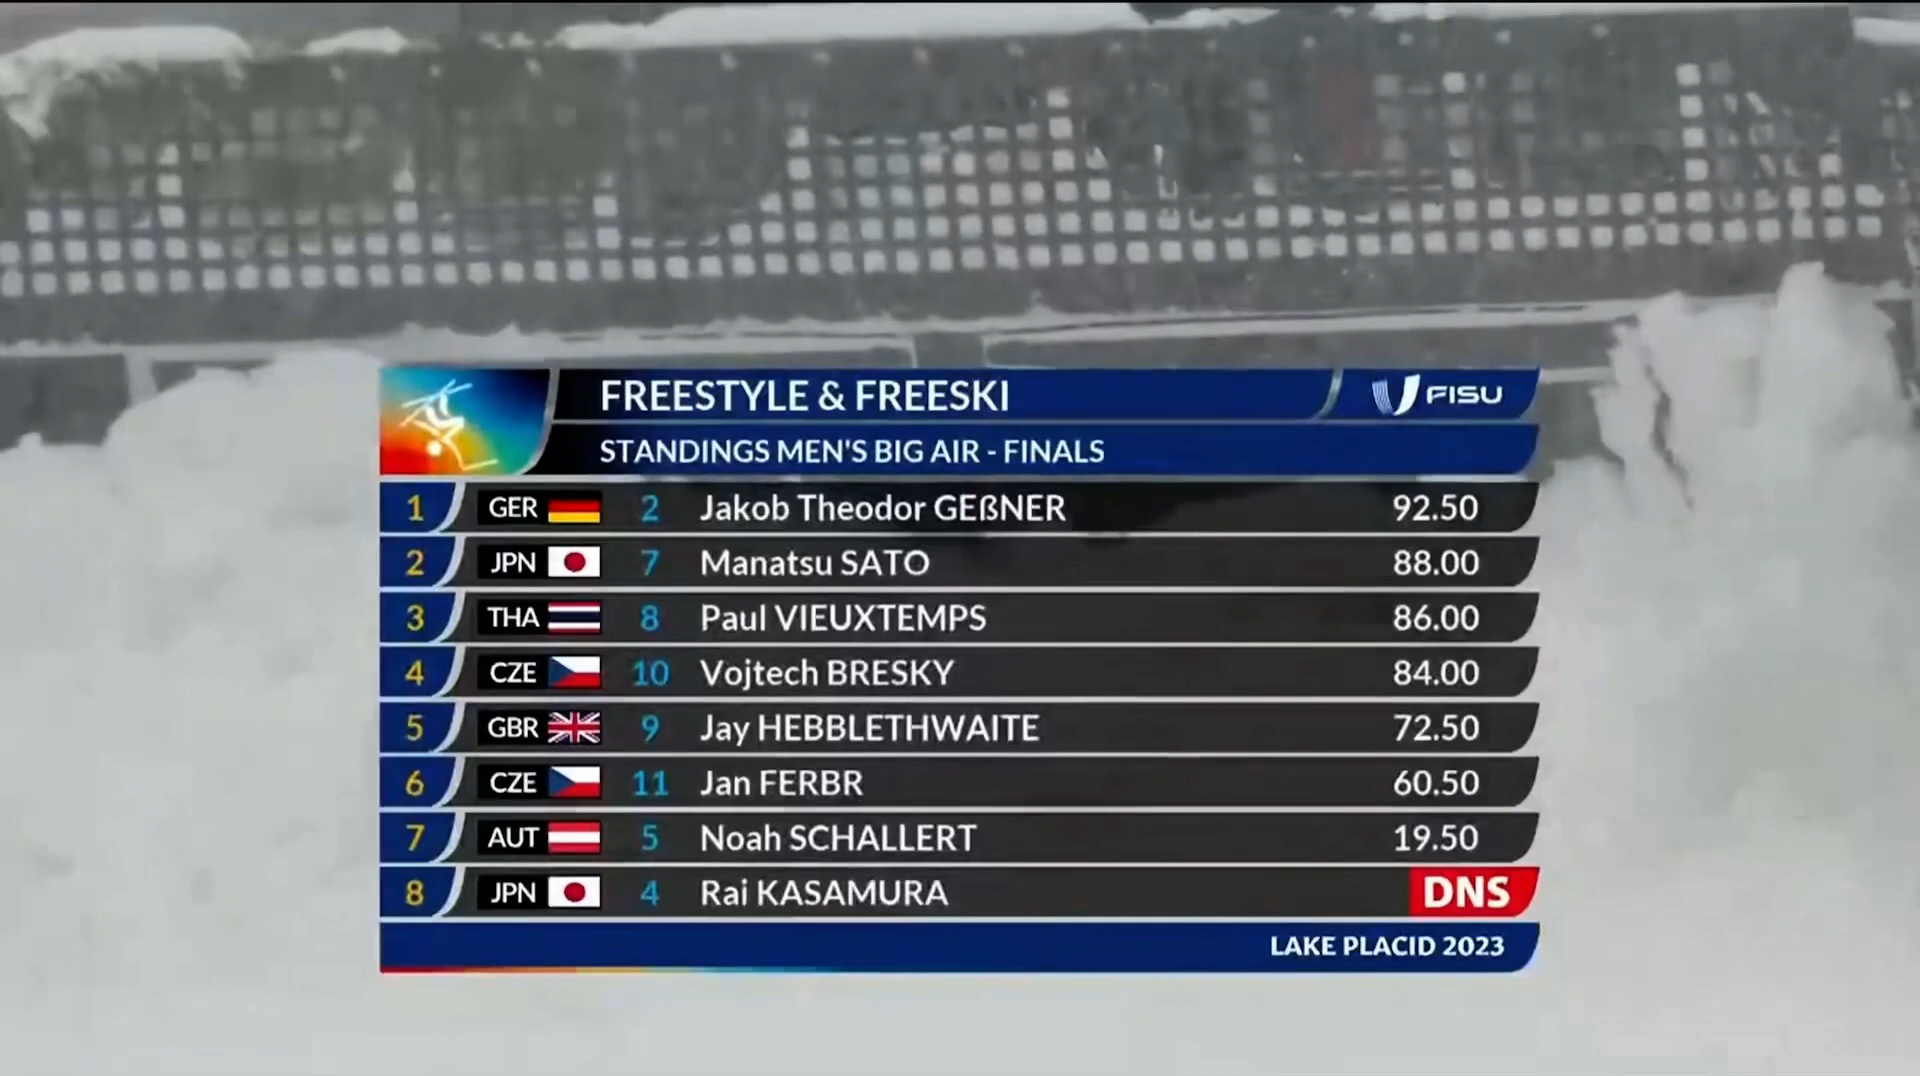 FREESTYLE & FREESKI FISU
STANDINGS MEN'S BIG AIR - FINALS
1 GER 2 Jakob Theodor GEßNER 92.50
2 JPN 7 Manatsu SATO 88.00
3 THA 8 Paul VIEUXTEMPS 86.00
4 CZE 10 Vojtech BRESKY 84.00
5 GBR 9 Jay HEBBLETHWAITE 72.50
6 CZE 11 Jan FERBR 60.50
7 AUT 5 Noah SCHALLERT 19.50
8 JPN 4 Rai KASAMURA DNS
LAKE PLACID 2023